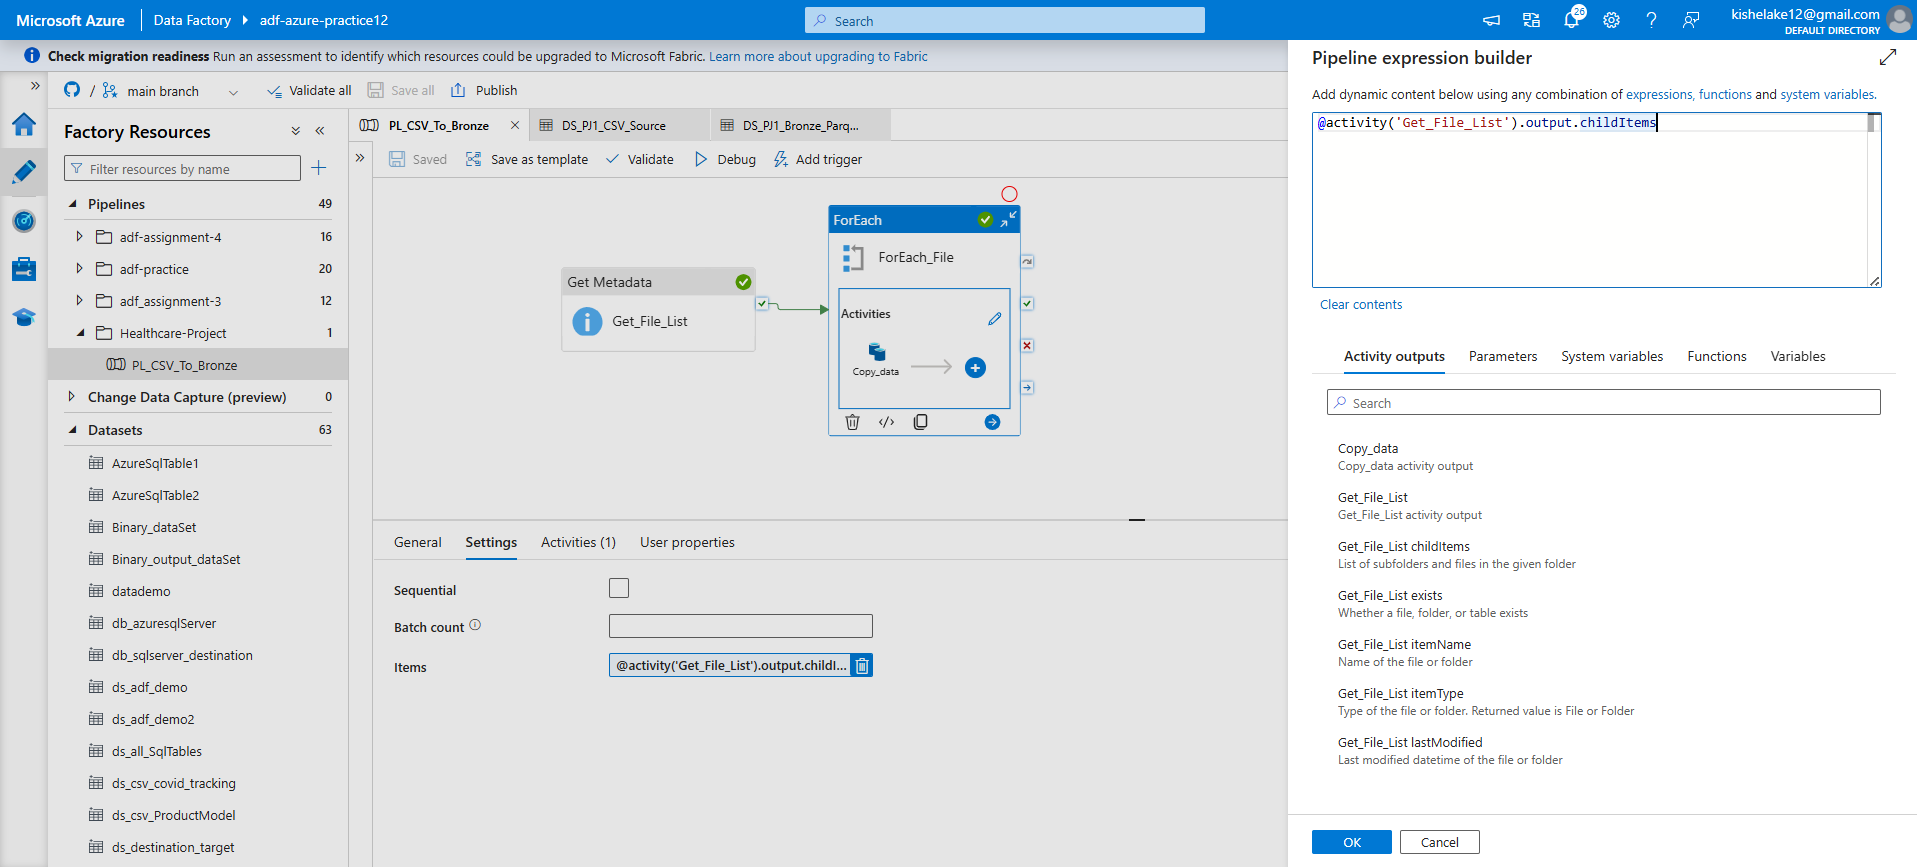 Microsoft Azure
Data Factory
adf-azure-practice12
Search
26
kishelake12@gmail.com
DEFAULT DIRECTORY
Check migration readiness Run an assessment to identify which resources could be upgraded to Microsoft Fabric. Learn more about upgrading to Fabric
/
main branch
Validate all
Save all
Publish
Factory Resources
Filter resources by name
Pipelines 49
adf-assignment-4 16
adf-practice 20
adf_assignment-3 12
Healthcare-Project 1
PL_CSV_To_Bronze
Change Data Capture (preview) 0
Datasets 63
AzureSqlTable1
AzureSqlTable2
Binary_dataSet
Binary_output_dataSet
datademo
db_azuresqlServer
db_sqlserver_destination
ds_adf_demo
ds_adf_demo2
ds_all_SqlTables
ds_csv_covid_tracking
ds_csv_ProductModel
ds_destination_target
PL_CSV_To_Bronze
DS_PJ1_CSV_Source
DS_PJ1_Bronze_Parq...
Saved
Save as template
Validate
Debug
Add trigger
Get Metadata
Get_File_List
ForEach
ForEach_File
Activities
Copy_data
General
Settings
Activities (1)
User properties
Sequential
Batch count
Items
@activity('Get_File_List').output.childI...
Pipeline expression builder
Add dynamic content below using any combination of expressions, functions and system variables.
@activity('Get_File_List').output.childItems
Clear contents
Activity outputs
Parameters
System variables
Functions
Variables
Search
Copy_data
Copy_data activity output
Get_File_List
Get_File_List activity output
Get_File_List childItems
List of subfolders and files in the given folder
Get_File_List exists
Whether a file, folder, or table exists
Get_File_List itemName
Name of the file or folder
Get_File_List itemType
Type of the file or folder. Returned value is File or Folder
Get_File_List lastModified
Last modified datetime of the file or folder
OK
Cancel